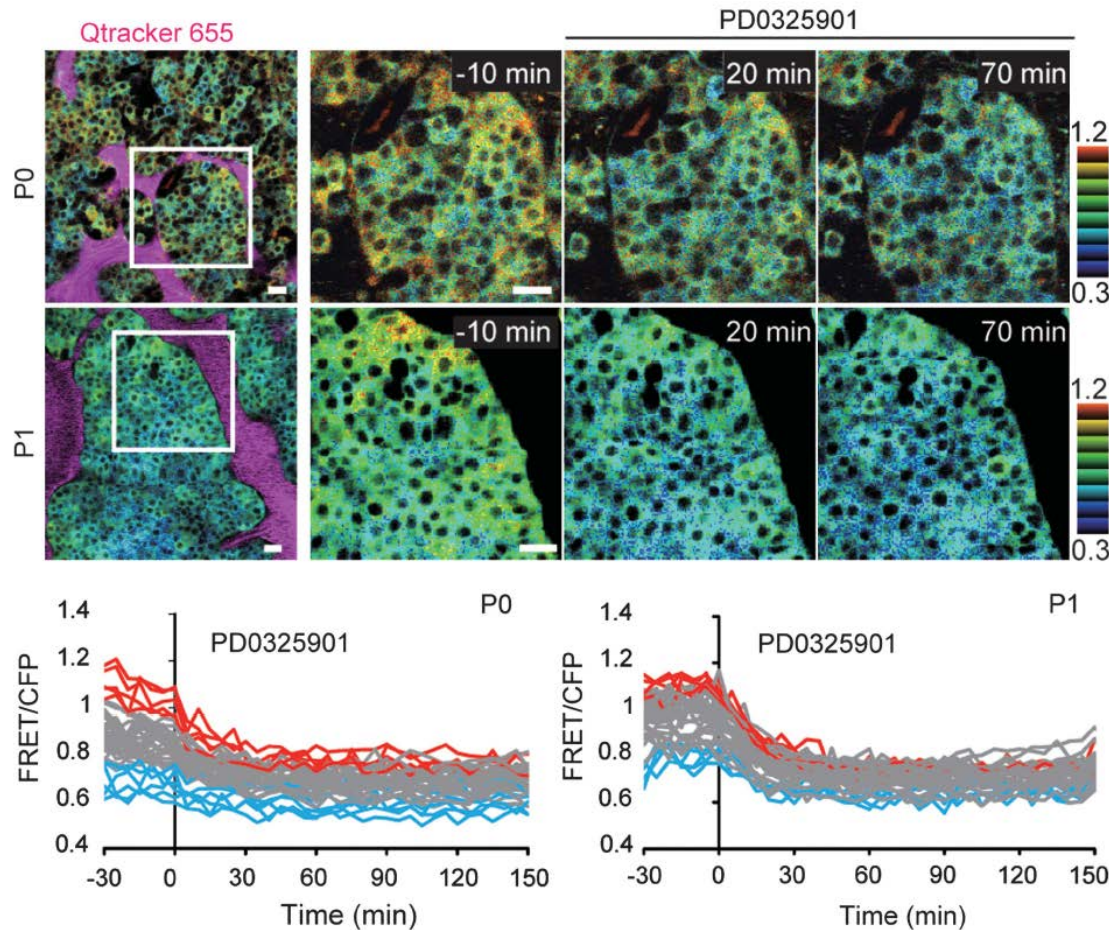 Qtracker 655
PD0325901
P0
-10 min
20 min
70 min
1.2
0.3
P1
-10 min
20 min
70 min
1.2
0.3
P0
PD0325901
FRET/CFP
1.4
1.2
1
0.8
0.6
0.4
-30 0 30 60 90 120 150
Time (min)
P1
PD0325901
FRET/CFP
1.4
1.2
1
0.8
0.6
0.4
-30 0 30 60 90 120 150
Time (min)